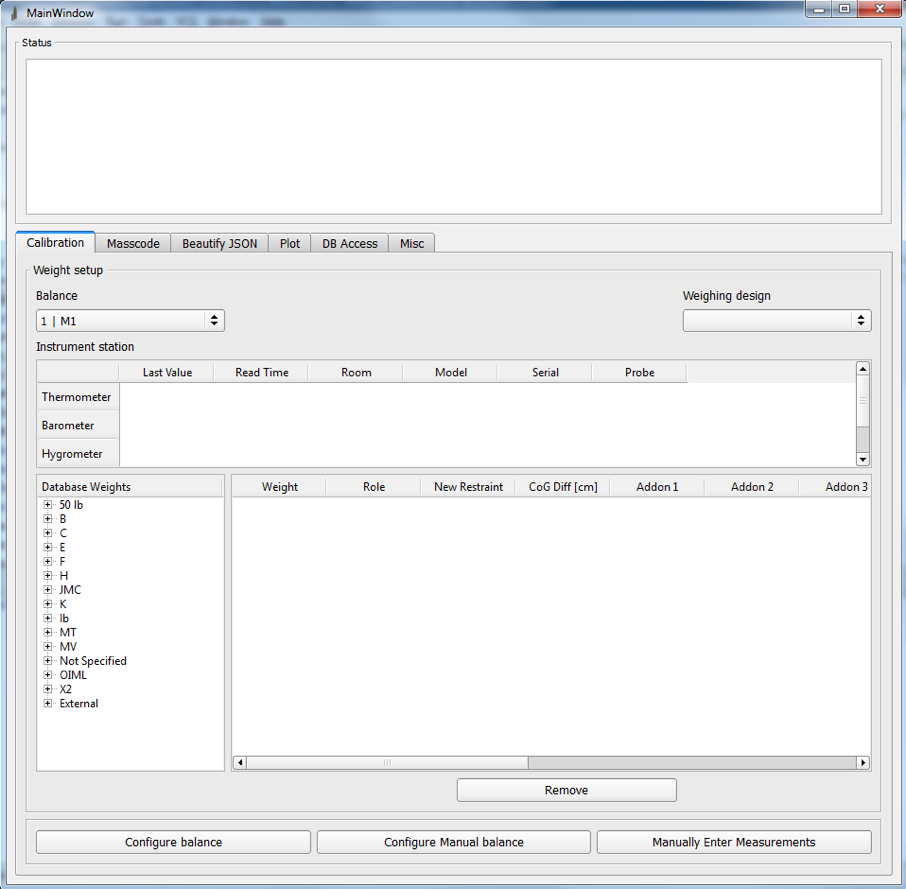 MainWindow
Status
Calibration Masscode Beautify JSON Plot DB Access Misc
Weight setup
Balance Weighing design
1 | M1
Instrument station
Last Value Read Time Room Model Serial Probe
Thermometer
Barometer
Hygrometer
Database Weights Weight Role New Restraint CoG Diff [cm] Addon 1 Addon 2 Addon 3
50 lb
B
C
E
F
H
JMC
K
lb
MT
MV
Not Specified
OIML
X2
External
Remove
Configure balance Configure Manual balance Manually Enter Measurements